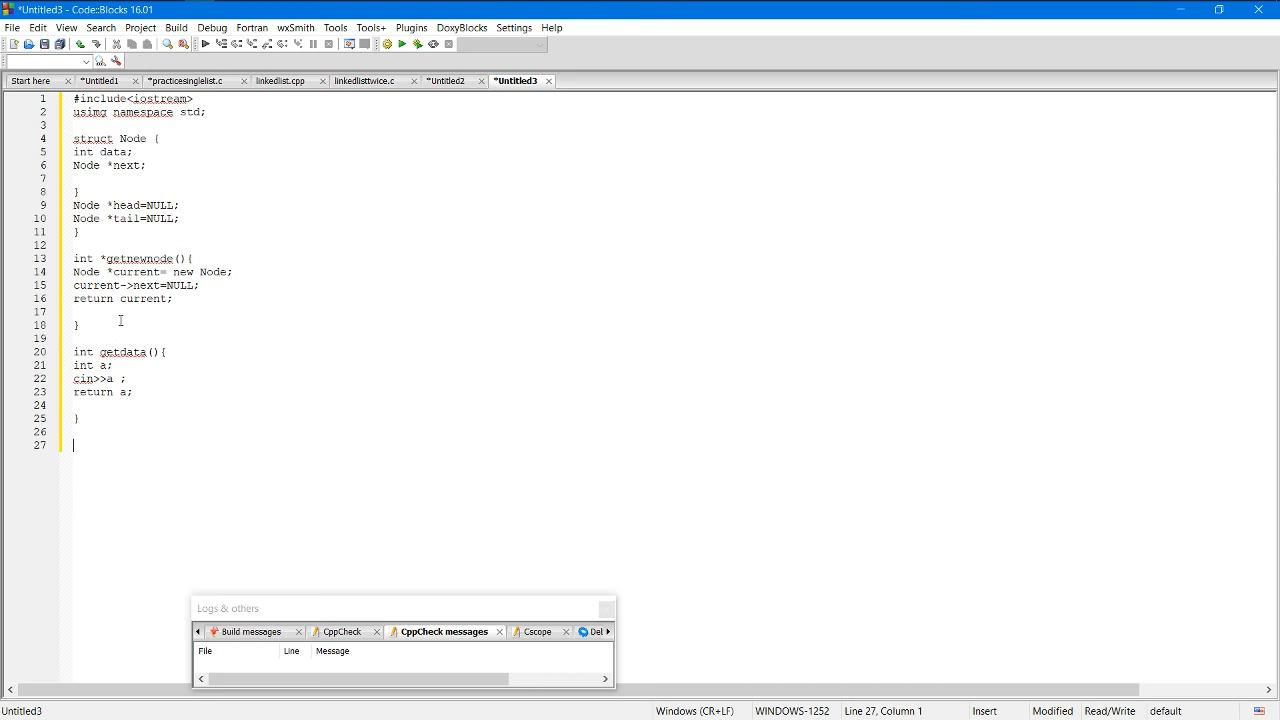 *Untitled3 - Code::Blocks 16.01
File Edit View Search Project Build Debug Fortran wxSmith Tools Tools+ Plugins DoxyBlocks Settings Help
Start here *Untitled1 *practicesinglelist.c linkedlist.cpp linkedlisttwice.c *Untitled2 *Untitled3
1 #include<iostream>
2 usimg namespace std;
3
4 struct Node {
5 int data;
6 Node *next;
7
8 }
9 Node *head=NULL;
10 Node *tail=NULL;
11 }
12
13 int *getnewnode(){
14 Node *current= new Node;
15 current->next=NULL;
16 return current;
17
18 }
19
20 int getdata(){
21 int a;
22 cin>>a ;
23 return a;
24
25 }
26
27
Logs & others
Build messages CppCheck CppCheck messages Cscope Del
File Line Message
Untitled3 Windows (CR+LF) WINDOWS-1252 Line 27, Column 1 Insert Modified Read/Write default